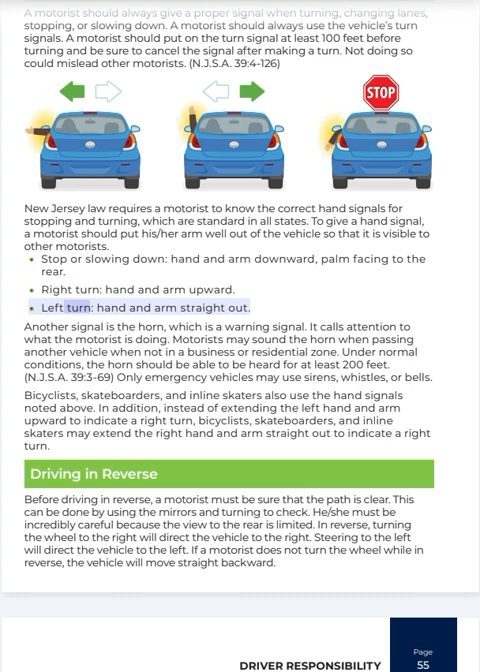 A motorist should always give a proper signal when turning, changing lanes,
stopping, or slowing down. A motorist should always use the vehicle's turn
signals. A motorist should put on the turn signal at least 100 feet before
turning and be sure to cancel the signal after making a turn. Not doing so
could mislead other motorists. (N.J.S.A. 39:4-126)
STOP
New Jersey law requires a motorist to know the correct hand signals for
stopping and turning, which are standard in all states. To give a hand signal,
a motorist should put his/her arm well out of the vehicle so that it is visible to
other motorists.
• Stop or slowing down: hand and arm downward, palm facing to the
rear.
• Right turn: hand and arm upward.
• Left turn: hand and arm straight out.
Another signal is the horn, which is a warning signal. It calls attention to
what the motorist is doing. Motorists may sound the horn when passing
another vehicle when not in a business or residential zone. Under normal
conditions, the horn should be able to be heard for at least 200 feet.
(N.J.S.A. 39:3-69) Only emergency vehicles may use sirens, whistles, or bells.
Bicyclists, skateboarders, and inline skaters also use the hand signals
noted above. In addition, instead of extending the left hand and arm
upward to indicate a right turn, bicyclists, skateboarders, and inline
skaters may extend the right hand and arm straight out to indicate a right
turn.
Driving in Reverse
Before driving in reverse, a motorist must be sure that the path is clear. This
can be done by using the mirrors and turning to check. He/she must be
incredibly careful because the view to the rear is limited. In reverse, turning
the wheel to the right will direct the vehicle to the right. Steering to the left
will direct the vehicle to the left. If a motorist does not turn the wheel while in
reverse, the vehicle will move straight backward.
Page
DRIVER RESPONSIBILITY 55